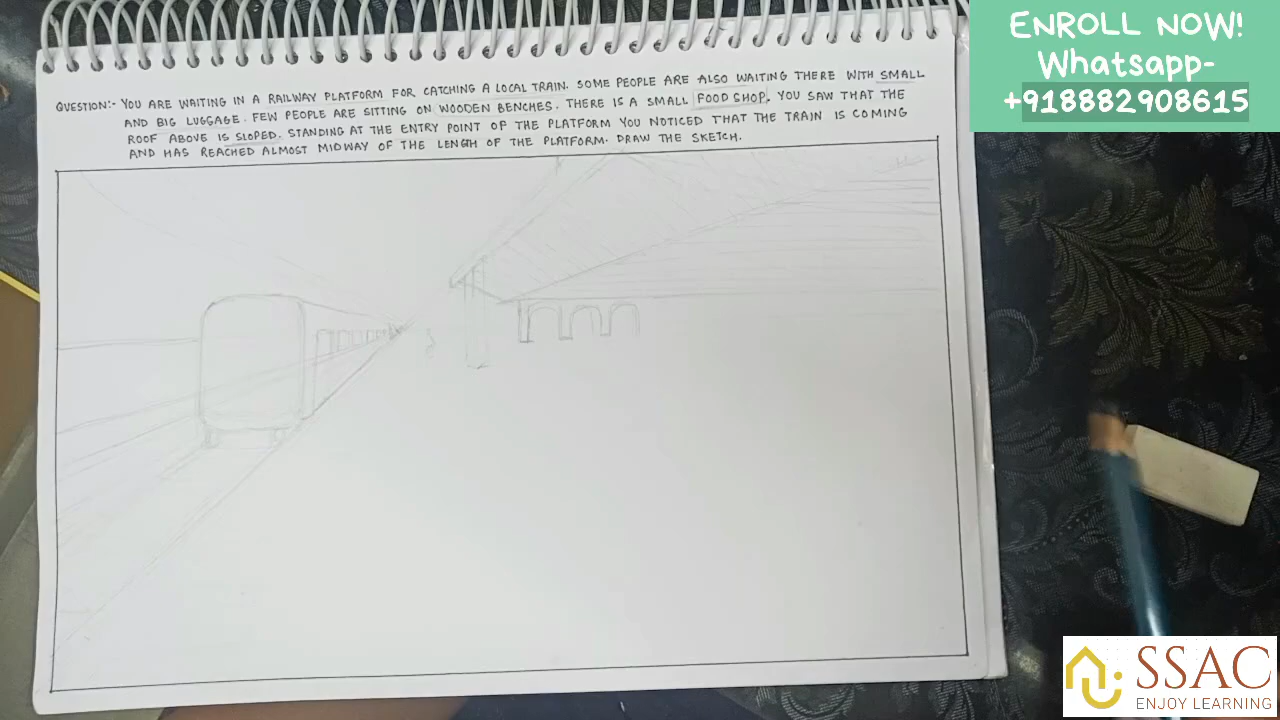 ENROLL NOW!
Whatsapp-
+918882908615
QUESTION:- YOU ARE WAITING IN A RAILWAY PLATFORM FOR CATCHING A LOCAL TRAIN. SOME PEOPLE ARE ALSO WAITING THERE WITH SMALL
AND BIG LUGGAGE. FEW PEOPLE ARE SITTING ON WOODEN BENCHES. THERE IS A SMALL FOOD SHOP. YOU SAW THAT THE
ROOF ABOVE IS SLOPED. STANDING AT THE ENTRY POINT OF THE PLATFORM YOU NOTICED THAT THE TRAIN IS COMING
AND HAS REACHED ALMOST MIDWAY OF THE LENGTH OF THE PLATFORM. DRAW THE SKETCH.
SSAC
ENJOY LEARNING